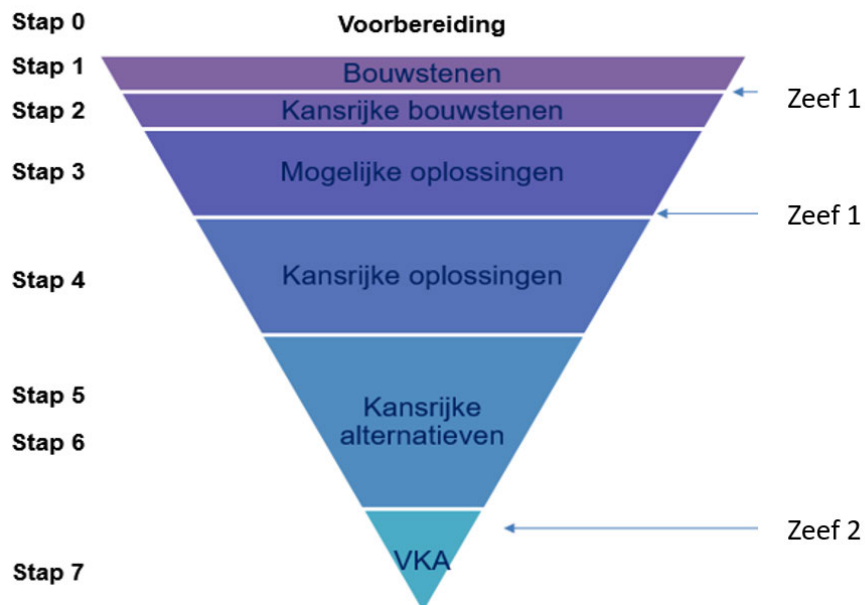 Stap 0
Voorbereiding
Stap 1
Bouwstenen
Zeef 1
Stap 2
Kansrijke bouwstenen
Stap 3
Mogelijke oplossingen
Zeef 1
Stap 4
Kansrijke oplossingen
Stap 5
Kansrijke
alternatieven
Stap 6
Zeef 2
VKA
Stap 7